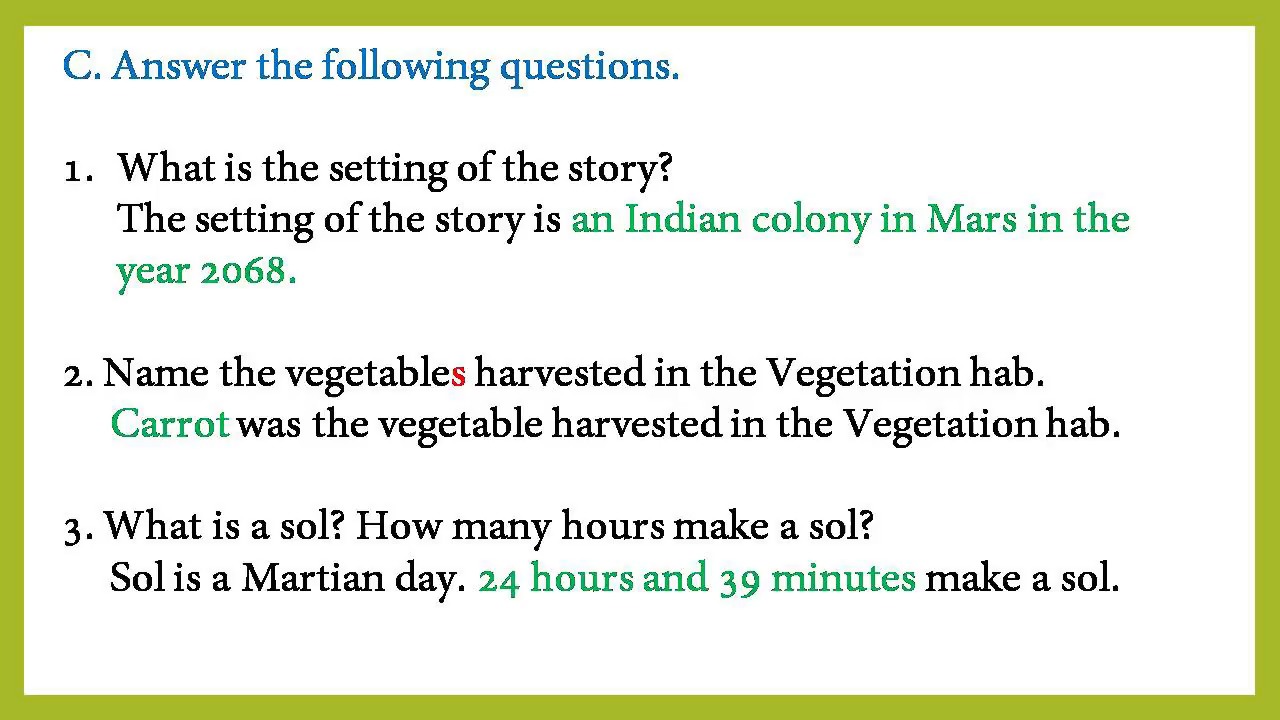 C. Answer the following questions.
1. What is the setting of the story?
The setting of the story is an Indian colony in Mars in the
year 2068.
2. Name the vegetables harvested in the Vegetation hab.
Carrot was the vegetable harvested in the Vegetation hab.
3. What is a sol? How many hours make a sol?
Sol is a Martian day. 24 hours and 39 minutes make a sol.